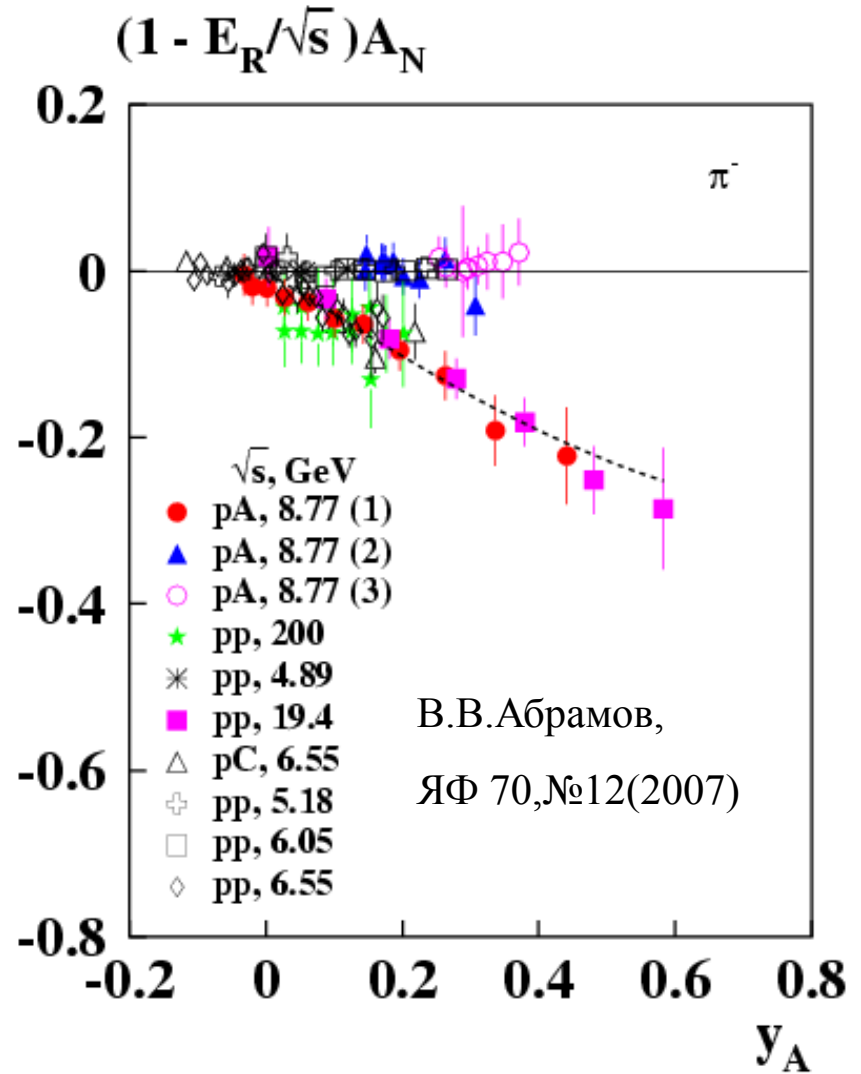 (1 - E_R/√s )A_N
0.2
π⁻
0
-0.2
√s, GeV
pA, 8.77 (1)
pA, 8.77 (2)
pA, 8.77 (3)
-0.4
pp, 200
pp, 4.89
pp, 19.4
В.В.Абрамов,
pC, 6.55
-0.6
ЯФ 70,№12(2007)
pp, 5.18
pp, 6.05
pp, 6.55
-0.8
-0.2 0 0.2 0.4 0.6 0.8
y_A